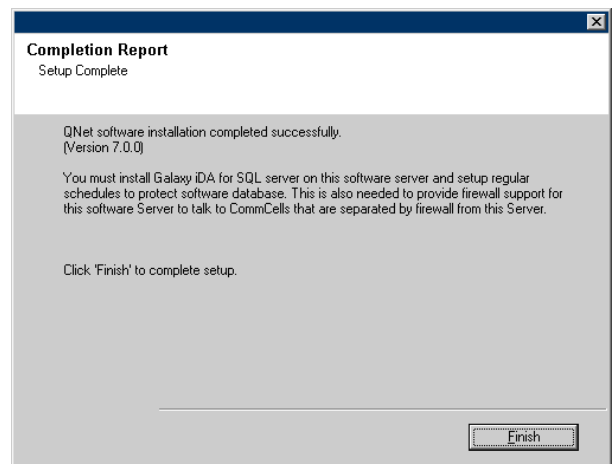 Completion Report
Setup Complete
QNet software installation completed successfully.
(Version 7.0.0)
You must install Galaxy iDA for SQL server on this software server and setup regular
schedules to protect software database. This is also needed to provide firewall support for
this software Server to talk to CommCells that are separated by firewall from this Server.
Click 'Finish' to complete setup.
Finish